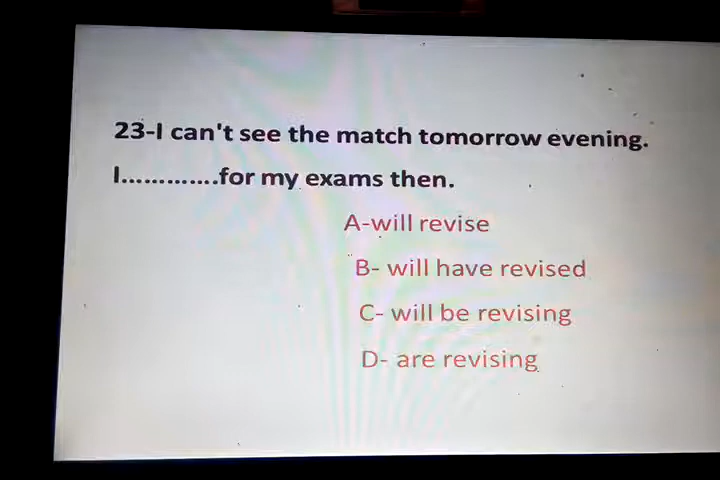 23-I can't see the match tomorrow evening.
I.............for my exams then.
A-will revise
B- will have revised
C- will be revising
D- are revising